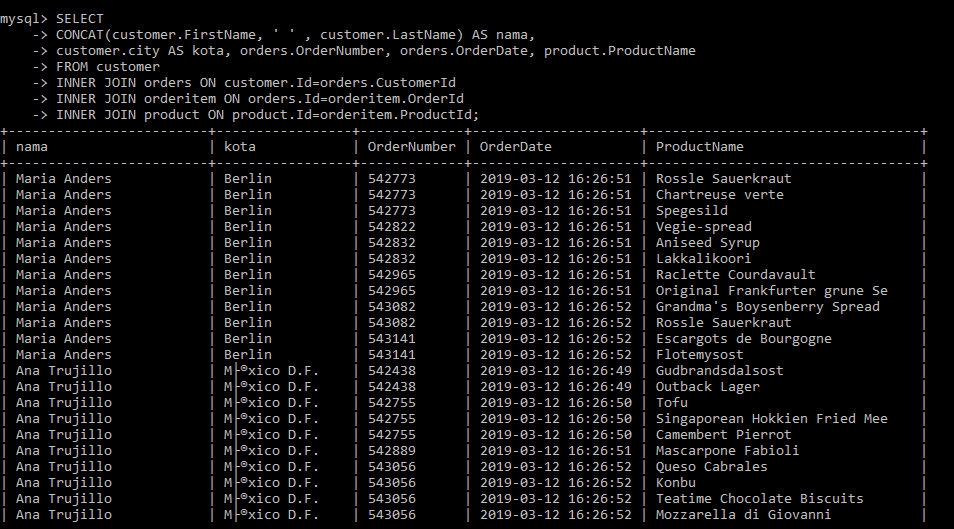 mysql> SELECT
    -> CONCAT(customer.FirstName, ' ' , customer.LastName) AS nama,
    -> customer.city AS kota, orders.OrderNumber, orders.OrderDate, product.ProductName
    -> FROM customer
    -> INNER JOIN orders ON customer.Id=orders.CustomerId
    -> INNER JOIN orderitem ON orders.Id=orderitem.OrderId
    -> INNER JOIN product ON product.Id=orderitem.ProductId;
+-------------------------+-----------------+-------------+---------------------+----------------------------------+
| nama | kota | OrderNumber | OrderDate | ProductName |
+-------------------------+-----------------+-------------+---------------------+----------------------------------+
| Maria Anders | Berlin | 542773 | 2019-03-12 16:26:51 | Rossle Sauerkraut |
| Maria Anders | Berlin | 542773 | 2019-03-12 16:26:51 | Chartreuse verte |
| Maria Anders | Berlin | 542773 | 2019-03-12 16:26:51 | Spegesild |
| Maria Anders | Berlin | 542822 | 2019-03-12 16:26:51 | Vegie-spread |
| Maria Anders | Berlin | 542832 | 2019-03-12 16:26:51 | Aniseed Syrup |
| Maria Anders | Berlin | 542832 | 2019-03-12 16:26:51 | Lakkalikoori |
| Maria Anders | Berlin | 542965 | 2019-03-12 16:26:51 | Raclette Courdavault |
| Maria Anders | Berlin | 542965 | 2019-03-12 16:26:51 | Original Frankfurter grune Se |
| Maria Anders | Berlin | 543082 | 2019-03-12 16:26:52 | Grandma's Boysenberry Spread |
| Maria Anders | Berlin | 543082 | 2019-03-12 16:26:52 | Rossle Sauerkraut |
| Maria Anders | Berlin | 543141 | 2019-03-12 16:26:52 | Escargots de Bourgogne |
| Maria Anders | Berlin | 543141 | 2019-03-12 16:26:52 | Flotemysost |
| Ana Trujillo | M├®xico D.F. | 542438 | 2019-03-12 16:26:49 | Gudbrandsdalsost |
| Ana Trujillo | M├®xico D.F. | 542438 | 2019-03-12 16:26:49 | Outback Lager |
| Ana Trujillo | M├®xico D.F. | 542755 | 2019-03-12 16:26:50 | Tofu |
| Ana Trujillo | M├®xico D.F. | 542755 | 2019-03-12 16:26:50 | Singaporean Hokkien Fried Mee |
| Ana Trujillo | M├®xico D.F. | 542755 | 2019-03-12 16:26:50 | Camembert Pierrot |
| Ana Trujillo | M├®xico D.F. | 542889 | 2019-03-12 16:26:51 | Mascarpone Fabioli |
| Ana Trujillo | M├®xico D.F. | 543056 | 2019-03-12 16:26:52 | Queso Cabrales |
| Ana Trujillo | M├®xico D.F. | 543056 | 2019-03-12 16:26:52 | Konbu |
| Ana Trujillo | M├®xico D.F. | 543056 | 2019-03-12 16:26:52 | Teatime Chocolate Biscuits |
| Ana Trujillo | M├®xico D.F. | 543056 | 2019-03-12 16:26:52 | Mozzarella di Giovanni |